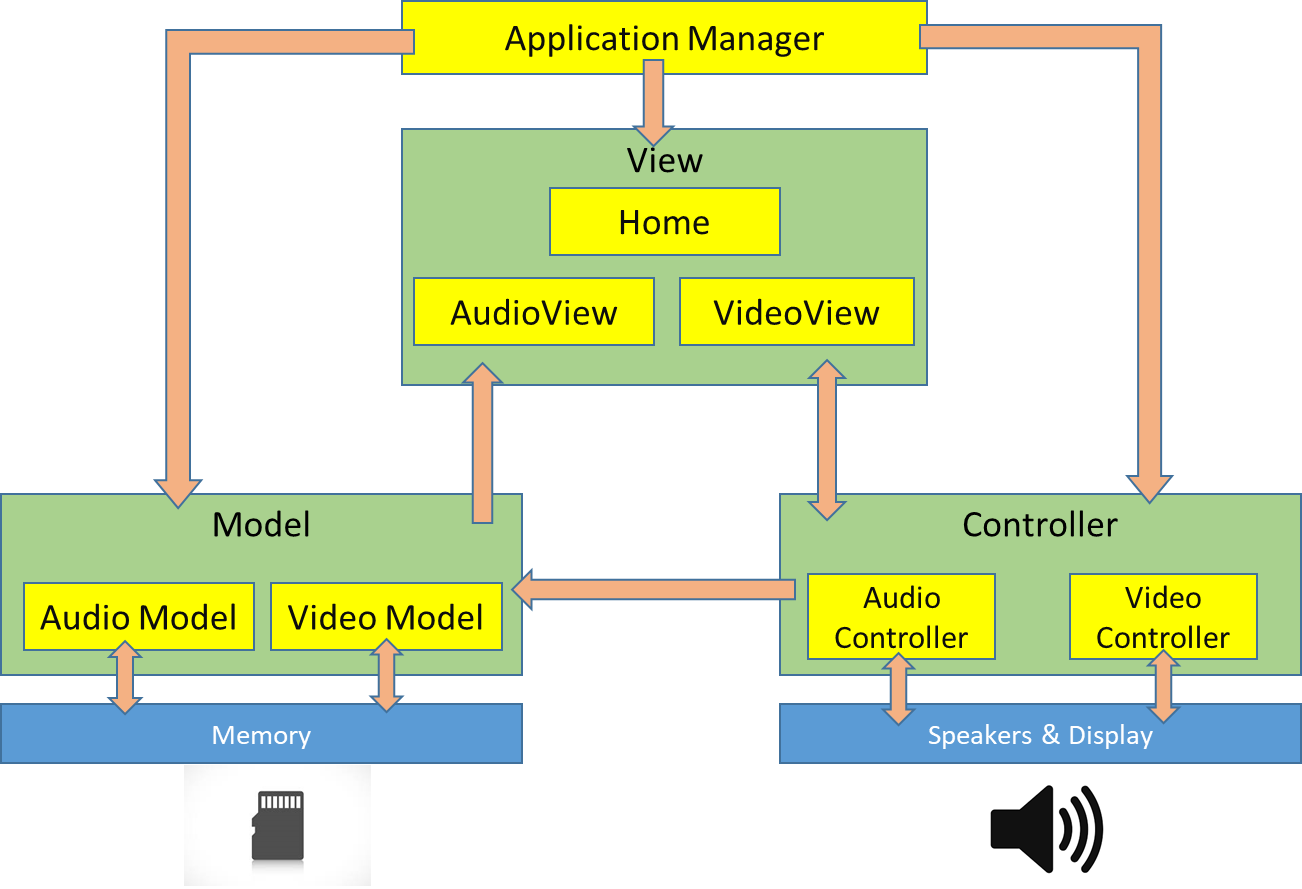 Application Manager
View
Home
AudioView
VideoView
Model
Audio Model
Video Model
Memory
Controller
Audio
Controller
Video
Controller
Speakers & Display